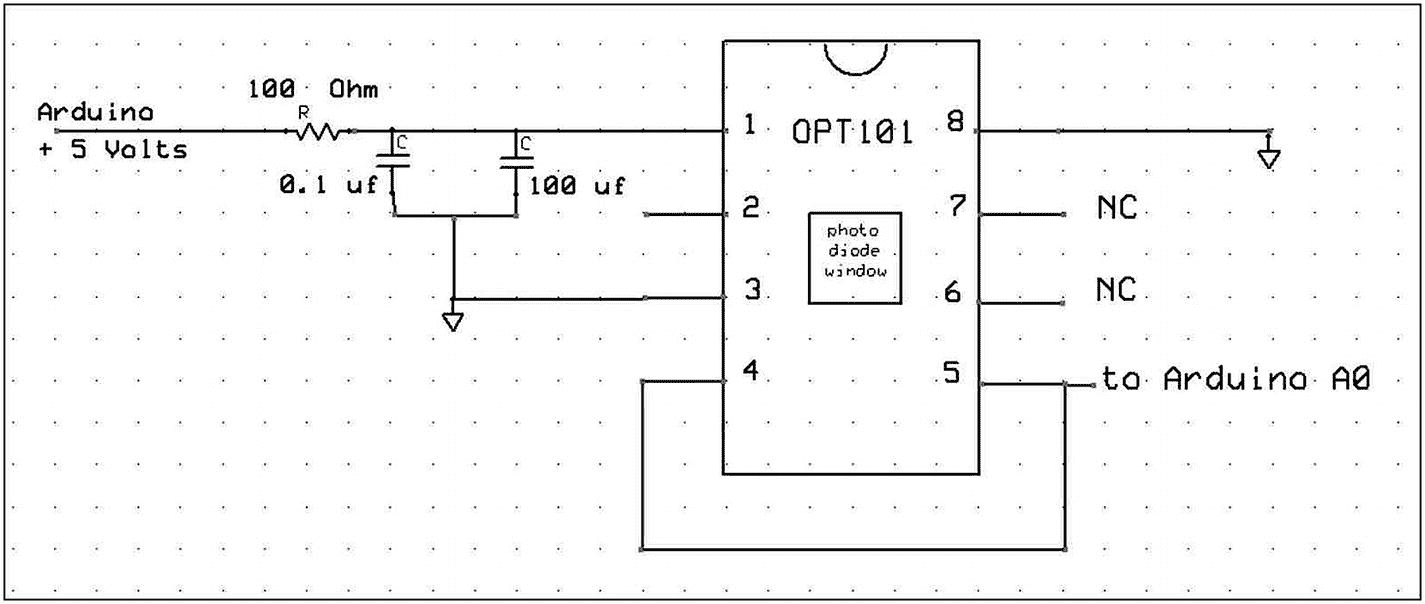 100 Ohm
R
Arduino
+ 5 Volts
C
C
0.1 uf
100 uf
1
OPT101
8
2
7
NC
photo
diode
window
3
6
NC
4
5
to Arduino A0